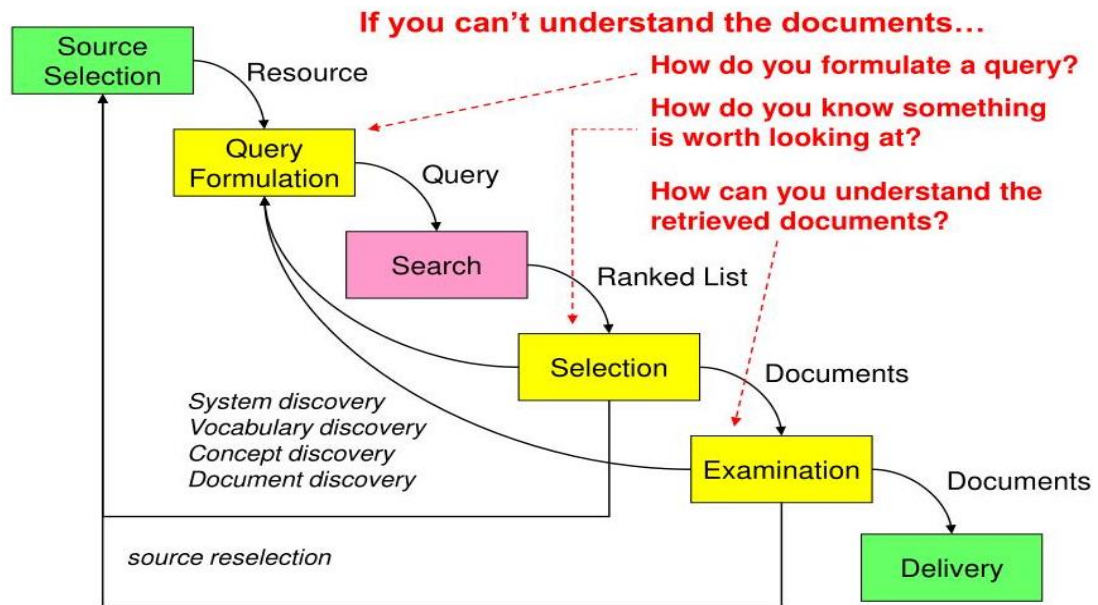 If you can't understand the documents…
Source
Selection
Resource
How do you formulate a query?
How do you know something
is worth looking at?
Query
Formulation
Query
How can you understand the
retrieved documents?
Search
Ranked List
Selection
Documents
System discovery
Vocabulary discovery
Concept discovery
Document discovery
Examination
Documents
source reselection
Delivery